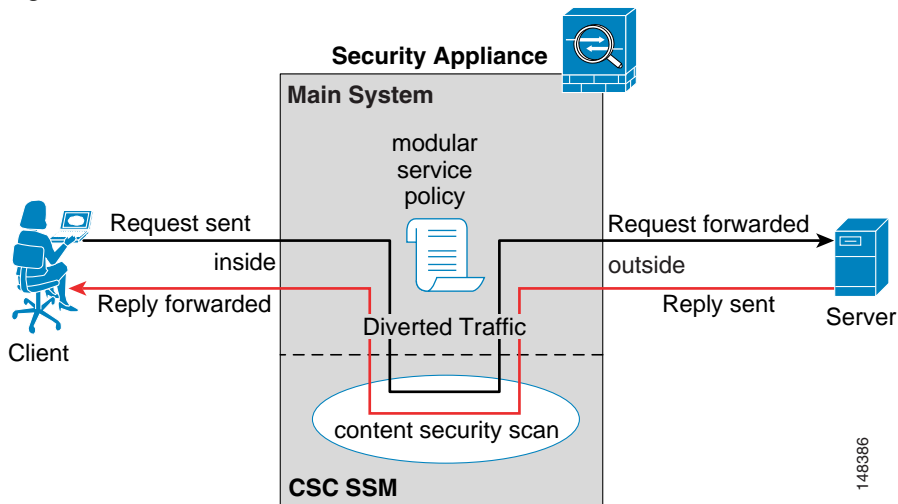 Security Appliance
Main System
modular
service
policy
Request sent
Request forwarded
inside
outside
Reply forwarded
Reply sent
Diverted Traffic
Client
Server
content security scan
CSC SSM
148386